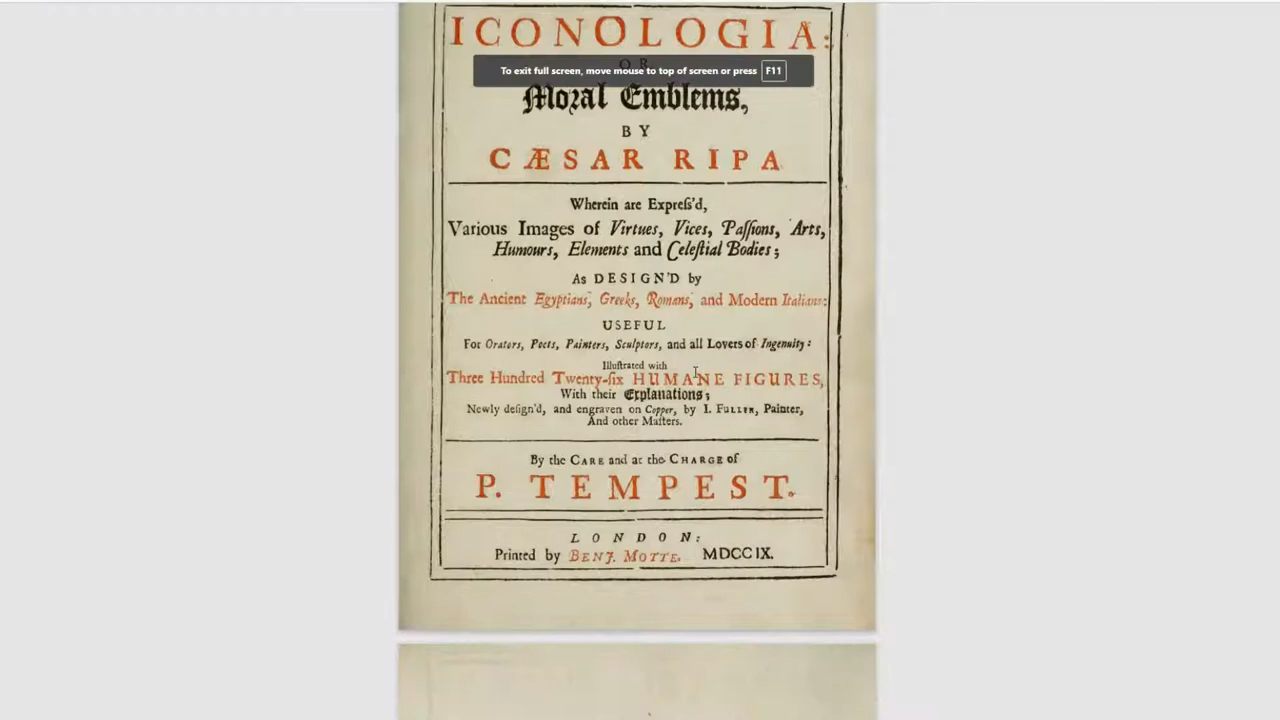 ICONOLOGIA:
OR
To exit full screen, move mouse to top of screen or press F11
Moral Emblems,
BY
CÆSAR RIPA
Wherein are Expreſs'd,
Various Images of Virtues, Vices, Paſſions, Arts,
Humours, Elements and Celeſtial Bodies;
As DESIGN'D by
The Ancient Egyptians, Greeks, Romans, and Modern Italians:
USEFUL
For Orators, Poets, Painters, Sculptors, and all Lovers of Ingenuity:
Illuſtrated with
Three Hundred Twenty-ſix HUMANE FIGURES,
With their Explanations;
Newly deſign'd, and engraven on Copper, by I. FULLER, Painter,
And other Maſters.
By the CARE and at the CHARGE of
P. TEMPEST.
LONDON:
Printed by BENJ. MOTTE. MDCCIX.